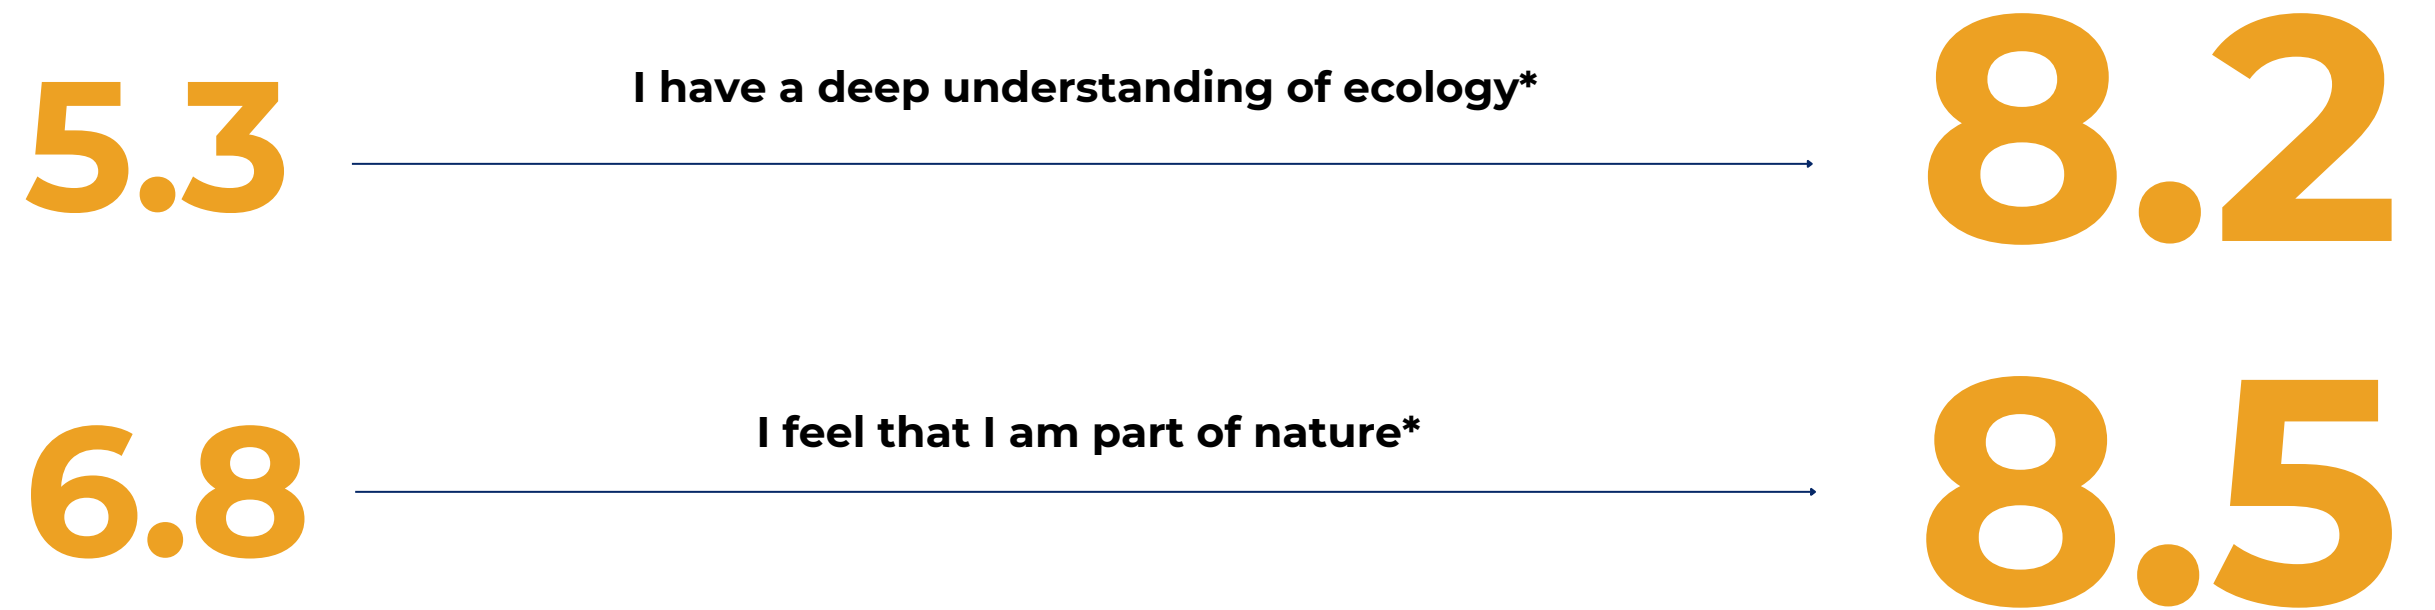 5.3 I have a deep understanding of ecology* 8.2
6.8 I feel that I am part of nature* 8.5